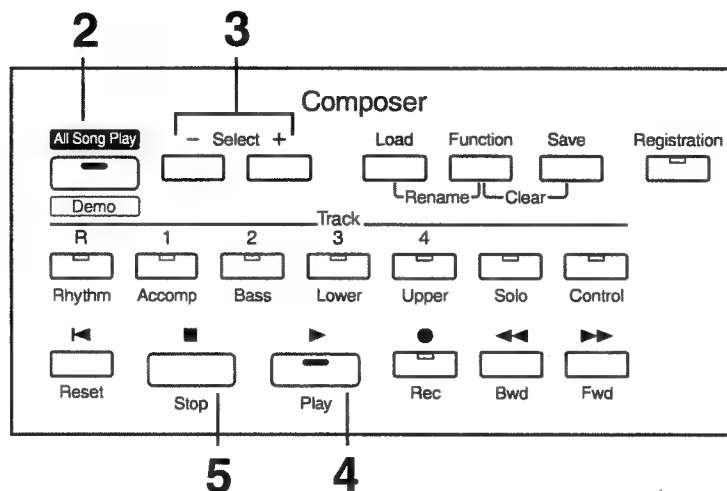 2 3
Composer
All Song Play - Select + Load Function Save Registration
Demo Rename Clear
Track
R 1 2 3 4
Rhythm Accomp Bass Lower Upper Solo Control
Reset Stop Play Rec Bwd Fwd
5 4